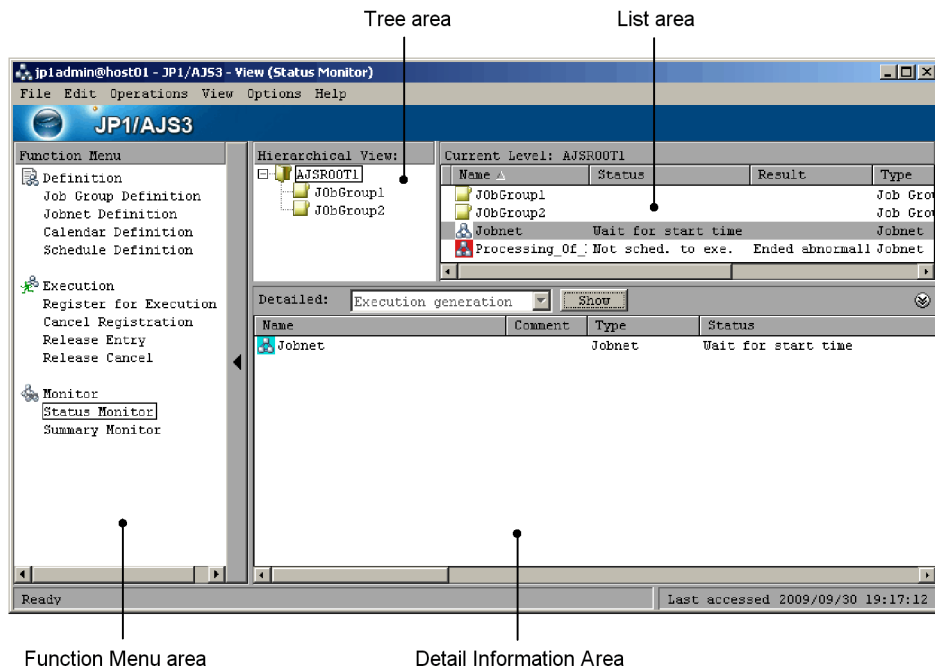 Tree area
List area
jp1admin@host01 - JP1/AJS3 - View (Status Monitor)
File Edit Operations View Options Help
JP1/AJS3
Function Menu
Definition
Job Group Definition
Jobnet Definition
Calendar Definition
Schedule Definition
Execution
Register for Execution
Cancel Registration
Release Entry
Release Cancel
Monitor
Status Monitor
Summary Monitor
Hierarchical View:
AJSROOT1
J0bGroup1
J0bGroup2
Current Level: AJSROOT1
Name Status Result Type
J0bGroup1 Job Grou
J0bGroup2 Job Grou
Jobnet Wait for start time Jobnet
Processing_Of_ Not sched. to exe. Ended abnormall Jobnet
Detailed: Execution generation Show
Name Comment Type Status
Jobnet Jobnet Wait for start time
Ready
Last accessed 2009/09/30 19:17:12
Function Menu area
Detail Information Area